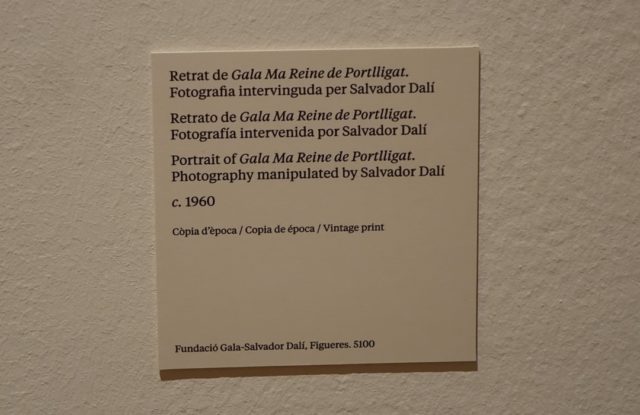 Retrat de Gala Ma Reine de Portlligat.
Fotografia intervinguda per Salvador Dalí
Retrato de Gala Ma Reine de Portlligat.
Fotografía intervenida por Salvador Dalí
Portrait of Gala Ma Reine de Portlligat.
Photography manipulated by Salvador Dalí
c. 1960
Còpia d'època / Copia de época / Vintage print
Fundació Gala-Salvador Dalí, Figueres. 5100